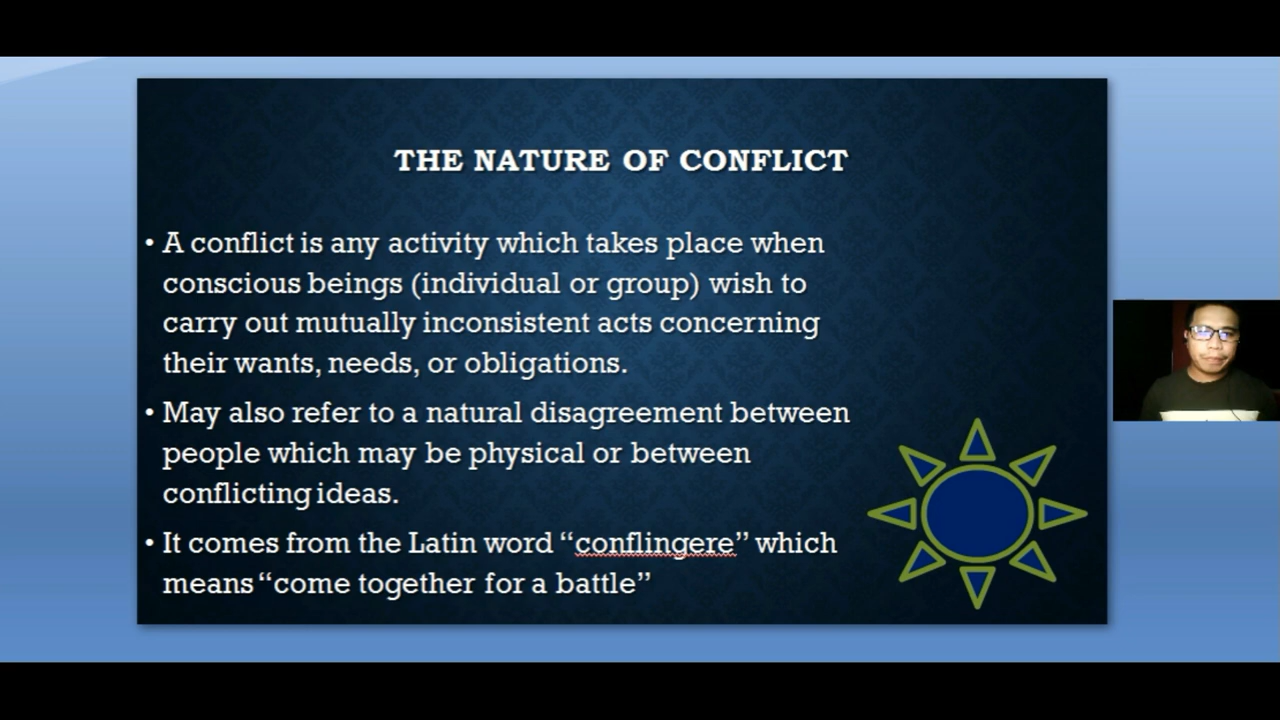 THE NATURE OF CONFLICT
• A conflict is any activity which takes place when
conscious beings (individual or group) wish to
carry out mutually inconsistent acts concerning
their wants, needs, or obligations.
• May also refer to a natural disagreement between
people which may be physical or between
conflicting ideas.
• It comes from the Latin word “conflingere” which
means “come together for a battle”